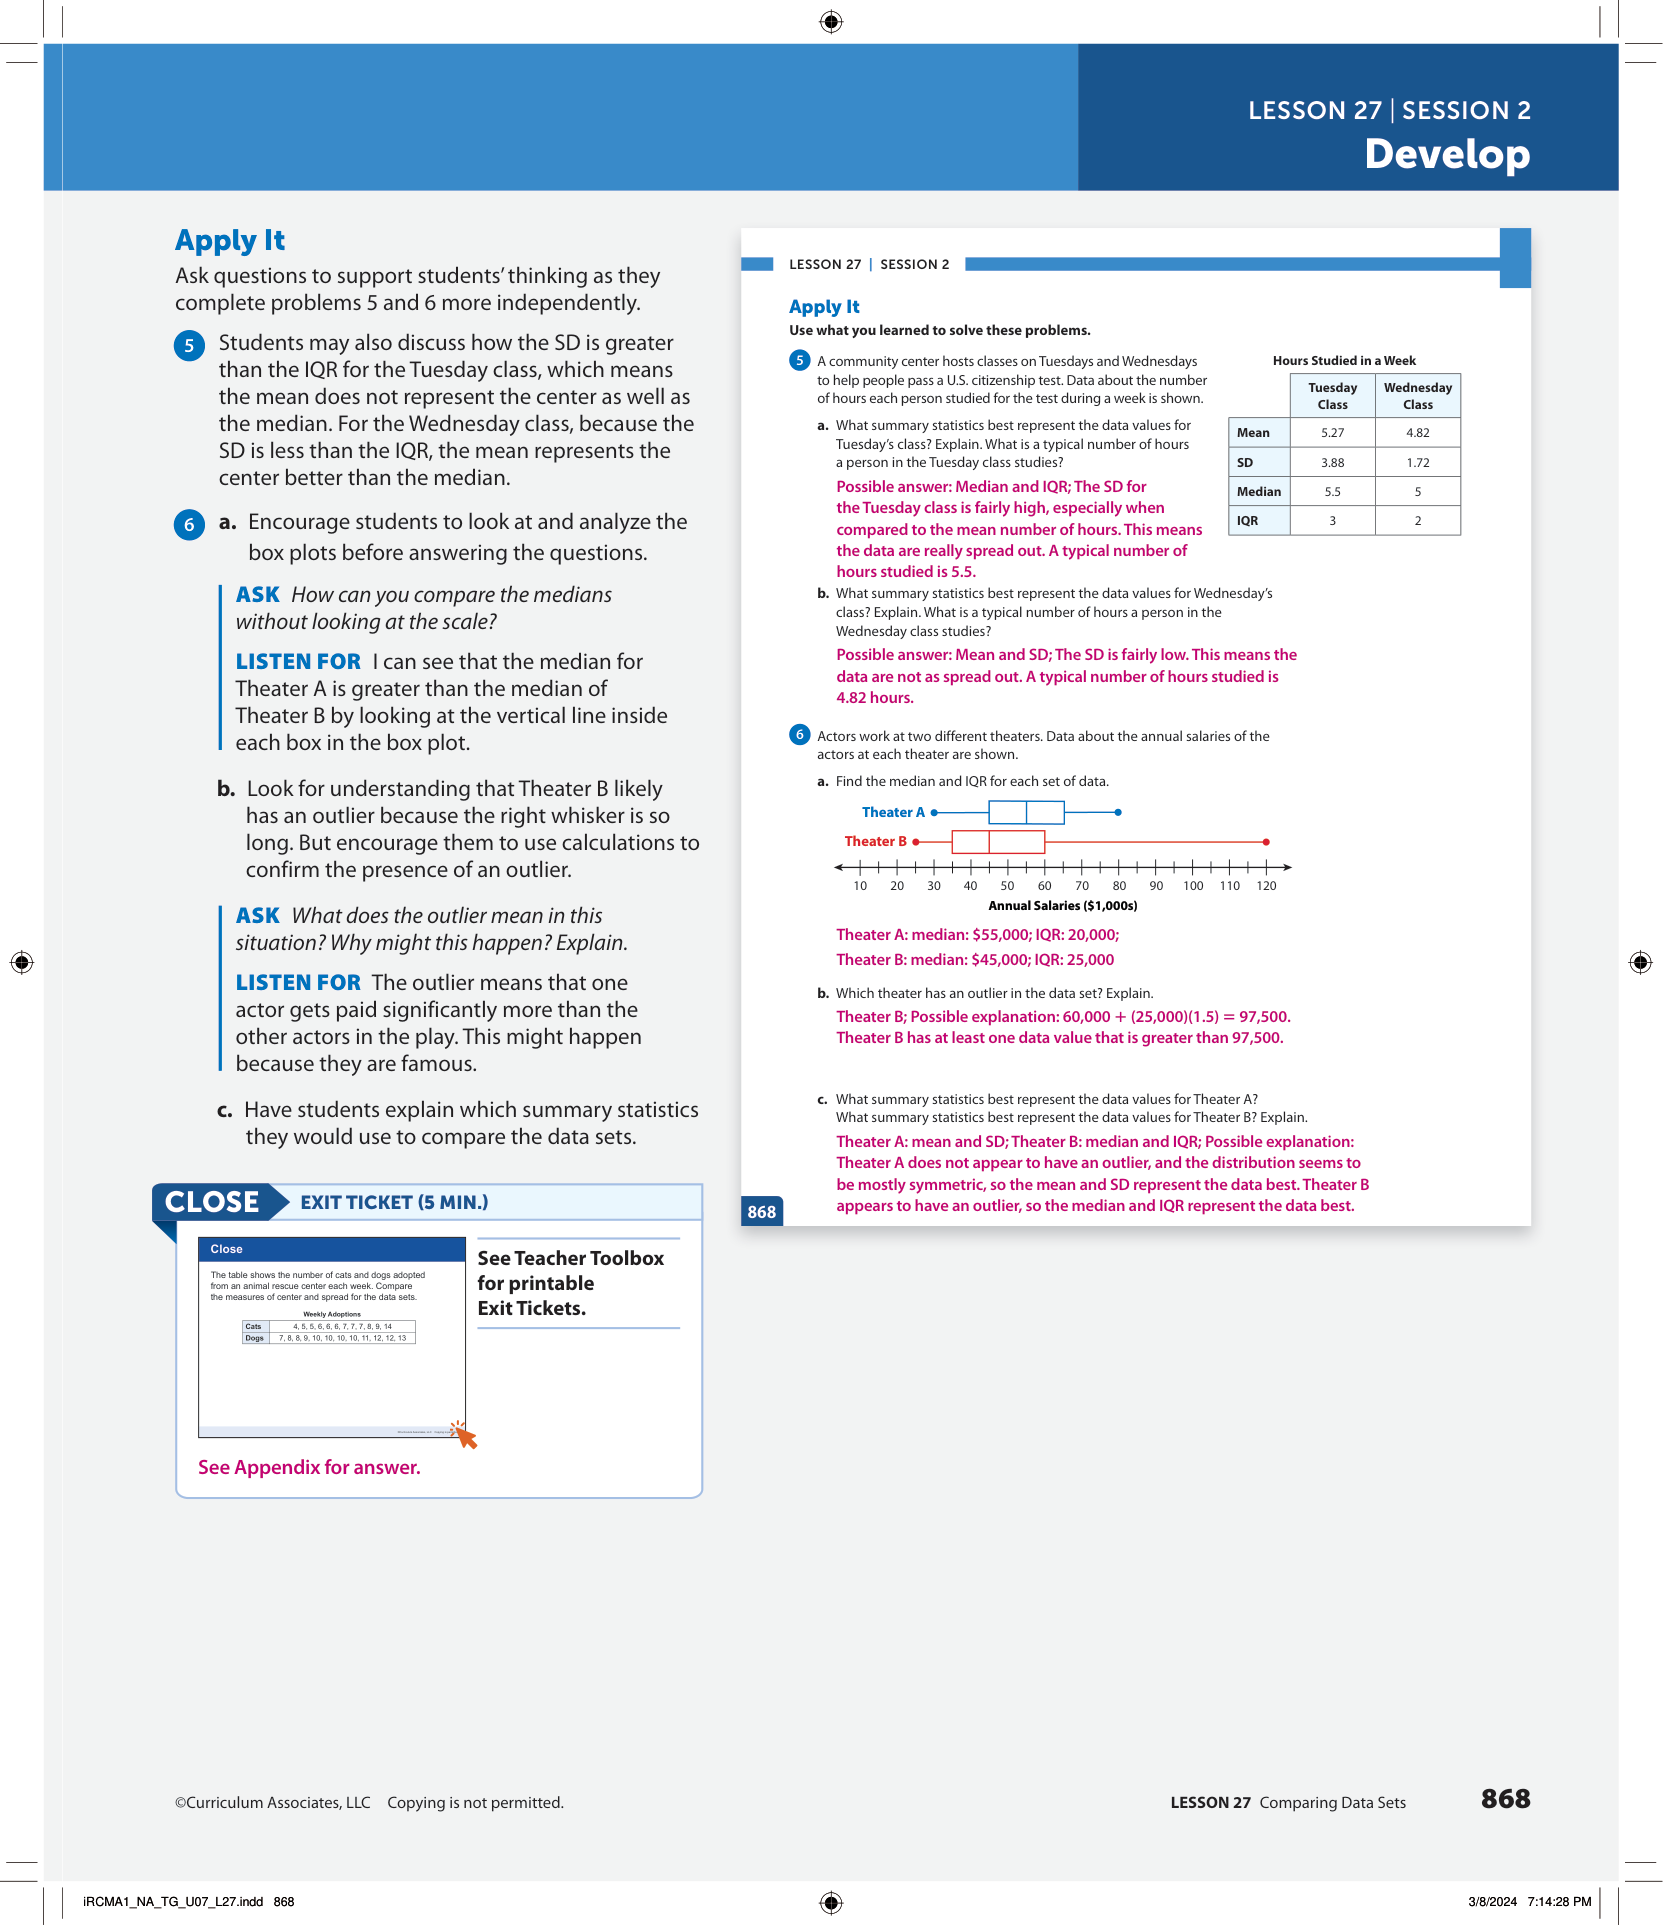 LESSON 27 | SESSION 2
Develop
Apply It
Ask questions to support students’ thinking as they
complete problems 5 and 6 more independently.
5 Students may also discuss how the SD is greater
than the IQR for the Tuesday class, which means
the mean does not represent the center as well as
the median. For the Wednesday class, because the
SD is less than the IQR, the mean represents the
center better than the median.
6 a. Encourage students to look at and analyze the
box plots before answering the questions.
ASK How can you compare the medians
without looking at the scale?
LISTEN FOR I can see that the median for
Theater A is greater than the median of
Theater B by looking at the vertical line inside
each box in the box plot.
b. Look for understanding that Theater B likely
has an outlier because the right whisker is so
long. But encourage them to use calculations to
confirm the presence of an outlier.
ASK What does the outlier mean in this
situation? Why might this happen? Explain.
LISTEN FOR The outlier means that one
actor gets paid significantly more than the
other actors in the play. This might happen
because they are famous.
c. Have students explain which summary statistics
they would use to compare the data sets.
CLOSE EXIT TICKET (5 MIN.)
Close
The table shows the number of cats and dogs adopted
from an animal rescue center each week. Compare
the measures of center and spread for the data sets.
Weekly Adoptions
Cats 4, 5, 5, 6, 6, 6, 7, 7, 7, 8, 9, 14
Dogs 7, 8, 8, 9, 10, 10, 10, 10, 11, 12, 12, 13
See Teacher Toolbox
for printable
Exit Tickets.
See Appendix for answer.
LESSON 27 | SESSION 2
Apply It
Use what you learned to solve these problems.
5 A community center hosts classes on Tuesdays and Wednesdays
to help people pass a U.S. citizenship test. Data about the number
of hours each person studied for the test during a week is shown.
a. What summary statistics best represent the data values for
Tuesday’s class? Explain. What is a typical number of hours
a person in the Tuesday class studies?
Possible answer: Median and IQR; The SD for
the Tuesday class is fairly high, especially when
compared to the mean number of hours. This means
the data are really spread out. A typical number of
hours studied is 5.5.
Hours Studied in a Week
Tuesday Wednesday
Class Class
Mean 5.27 4.82
SD 3.88 1.72
Median 5.5 5
IQR 3 2
b. What summary statistics best represent the data values for Wednesday’s
class? Explain. What is a typical number of hours a person in the
Wednesday class studies?
Possible answer: Mean and SD; The SD is fairly low. This means the
data are not as spread out. A typical number of hours studied is
4.82 hours.
6 Actors work at two different theaters. Data about the annual salaries of the
actors at each theater are shown.
a. Find the median and IQR for each set of data.
Theater A
Theater B
10 20 30 40 50 60 70 80 90 100 110 120
Annual Salaries ($1,000s)
Theater A: median: $55,000; IQR: 20,000;
Theater B: median: $45,000; IQR: 25,000
b. Which theater has an outlier in the data set? Explain.
Theater B; Possible explanation: 60,000 + (25,000)(1.5) = 97,500.
Theater B has at least one data value that is greater than 97,500.
c. What summary statistics best represent the data values for Theater A?
What summary statistics best represent the data values for Theater B? Explain.
Theater A: mean and SD; Theater B: median and IQR; Possible explanation:
Theater A does not appear to have an outlier, and the distribution seems to
be mostly symmetric, so the mean and SD represent the data best. Theater B
appears to have an outlier, so the median and IQR represent the data best.
868
©Curriculum Associates, LLC Copying is not permitted.
LESSON 27 Comparing Data Sets 868
iRCMA1_NA_TG_U07_L27.indd 868
3/8/2024 7:14:28 PM